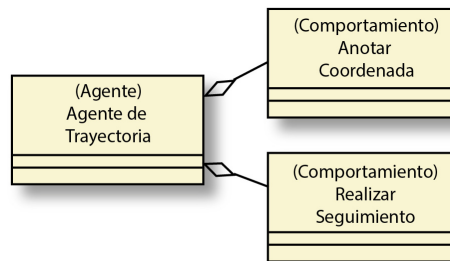 (Agente)
Agente de
Trayectoria
(Comportamiento)
Anotar
Coordenada
(Comportamiento)
Realizar
Seguimiento